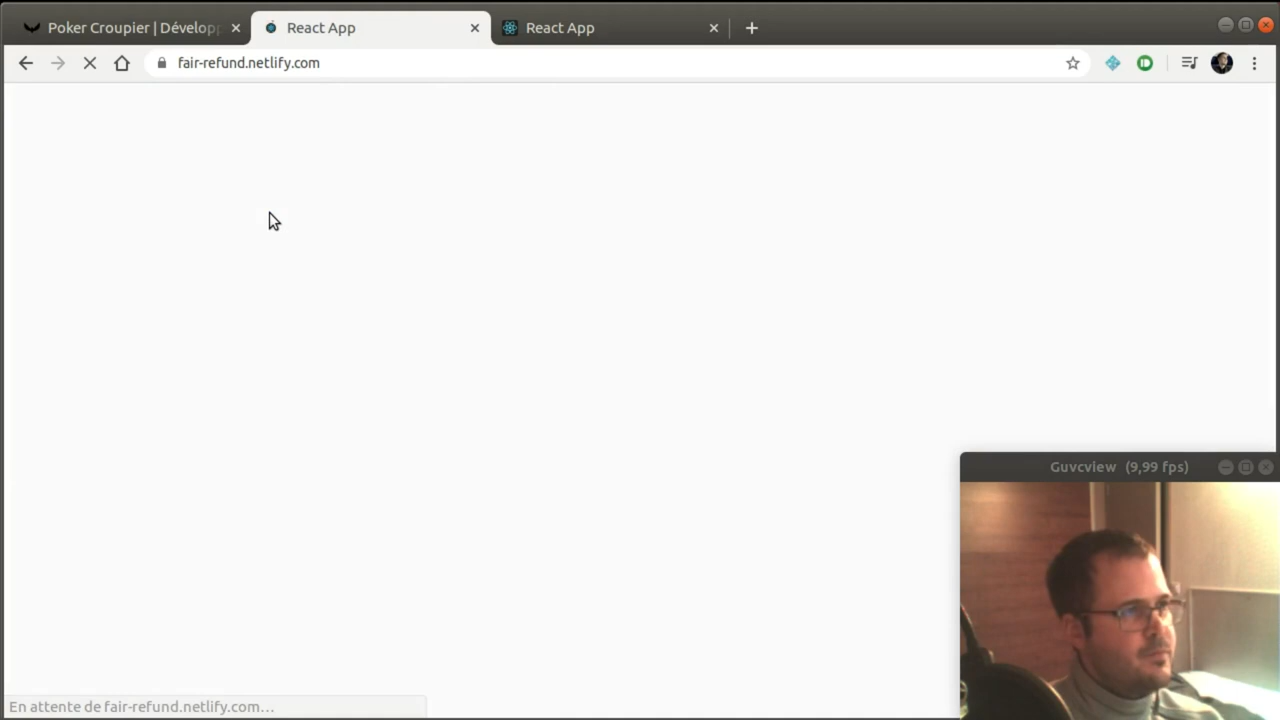 Poker Croupier | Dévelop
React App
React App
fair-refund.netlify.com
Guvcview (9,99 fps)
En attente de fair-refund.netlify.com...